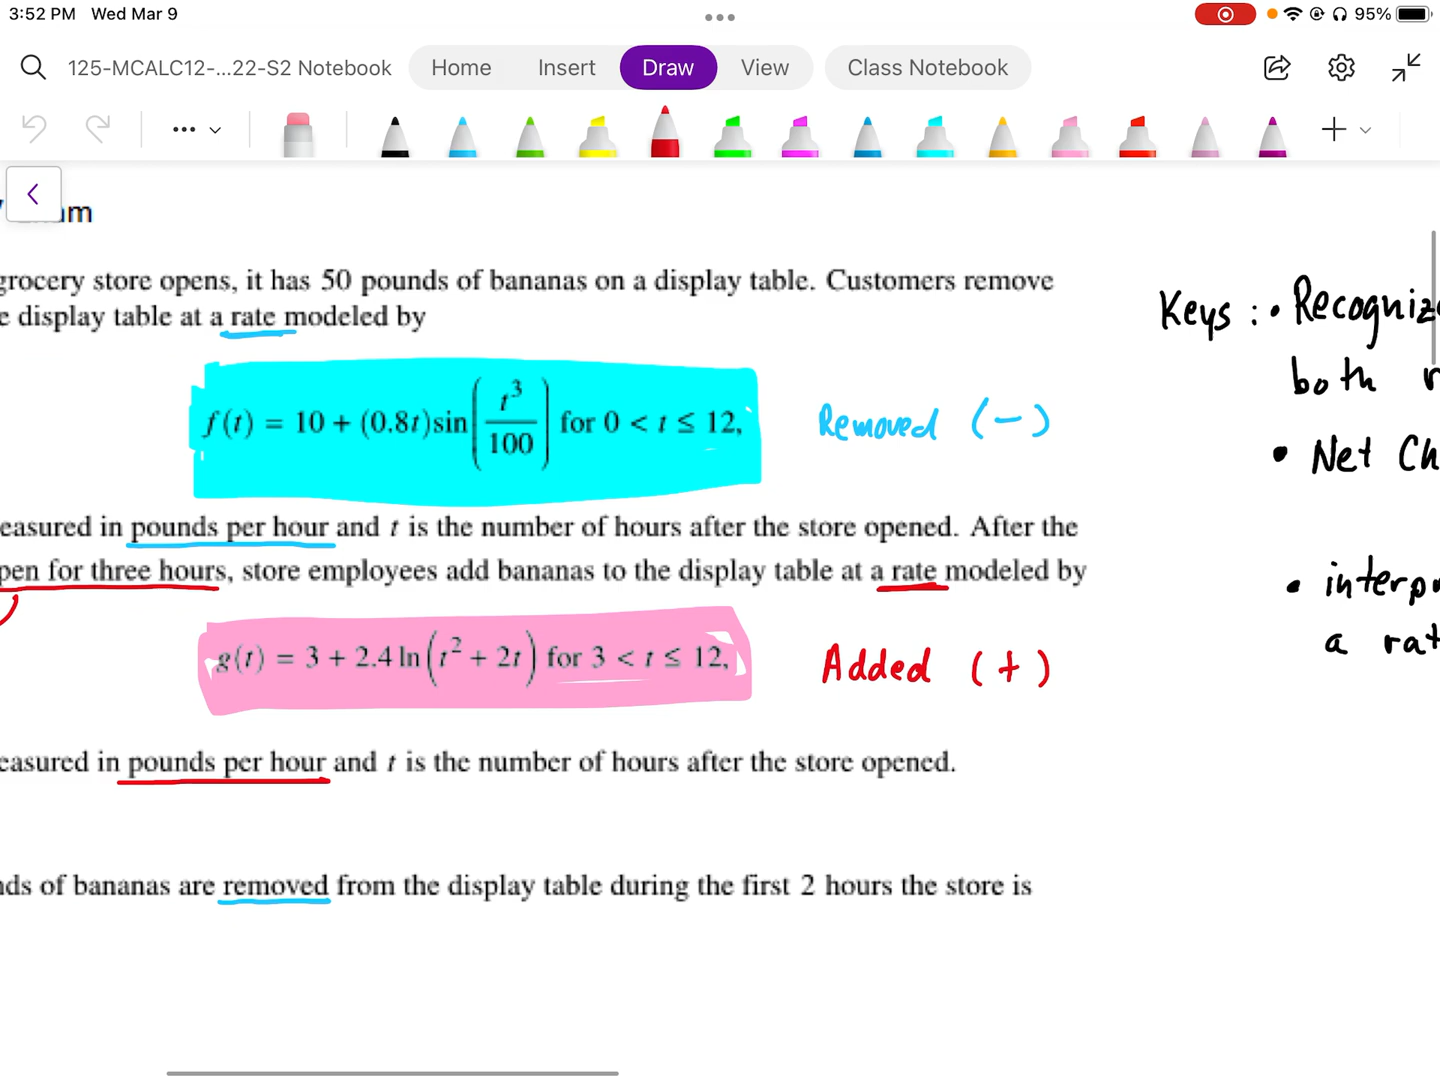 3:52 PM Wed Mar 9
95%
125-MCALC12-...22-S2 Notebook
Home
Insert
Draw
View
Class Notebook
grocery store opens, it has 50 pounds of bananas on a display table. Customers remove
e display table at a rate modeled by
f(t) = 10 + (0.8t)sin(t³/100) for 0 < t ≤ 12,
Removed (-)
easured in pounds per hour and t is the number of hours after the store opened. After the
pen for three hours, store employees add bananas to the display table at a rate modeled by
g(t) = 3 + 2.4 ln(t² + 2t) for 3 < t ≤ 12,
Added (+)
easured in pounds per hour and t is the number of hours after the store opened.
nds of bananas are removed from the display table during the first 2 hours the store is
Keys : • Recogniz
both r
• Net Ch
• interp
a rat